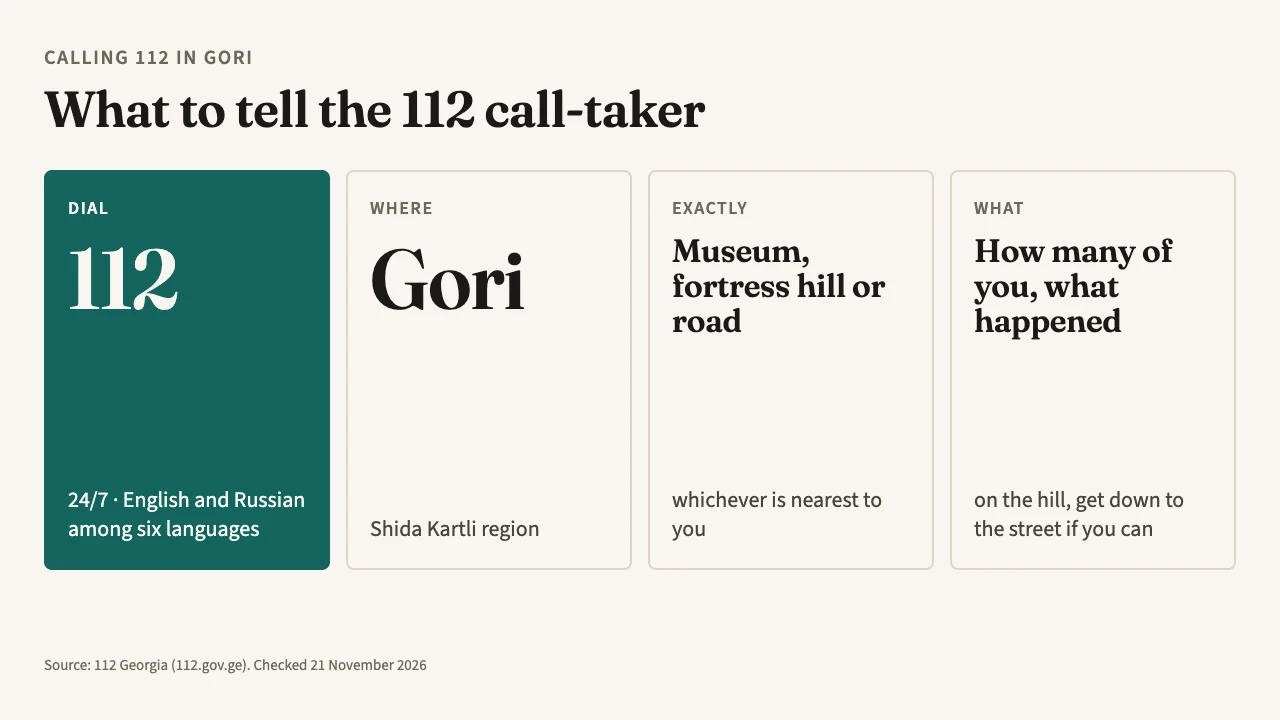 CALLING 112 IN GORI
What to tell the 112 call-taker
DIAL
112
24/7 · English and Russian
among six languages
WHERE
Gori
Shida Kartli region
EXACTLY
Museum,
fortress hill or
road
whichever is nearest to
you
WHAT
How many of
you, what
happened
on the hill, get down to
the street if you can
Source: 112 Georgia (112.gov.ge). Checked 21 November 2026